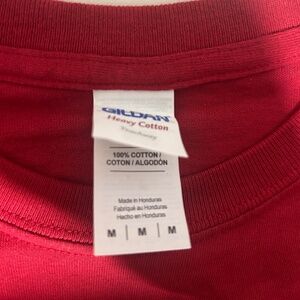 GILDAN
Heavy Cotton
100% COTTON /
COTON / ALGODÓN
Made in Honduras
Fabriqué au Honduras
Hecho en Honduras
M | M | M